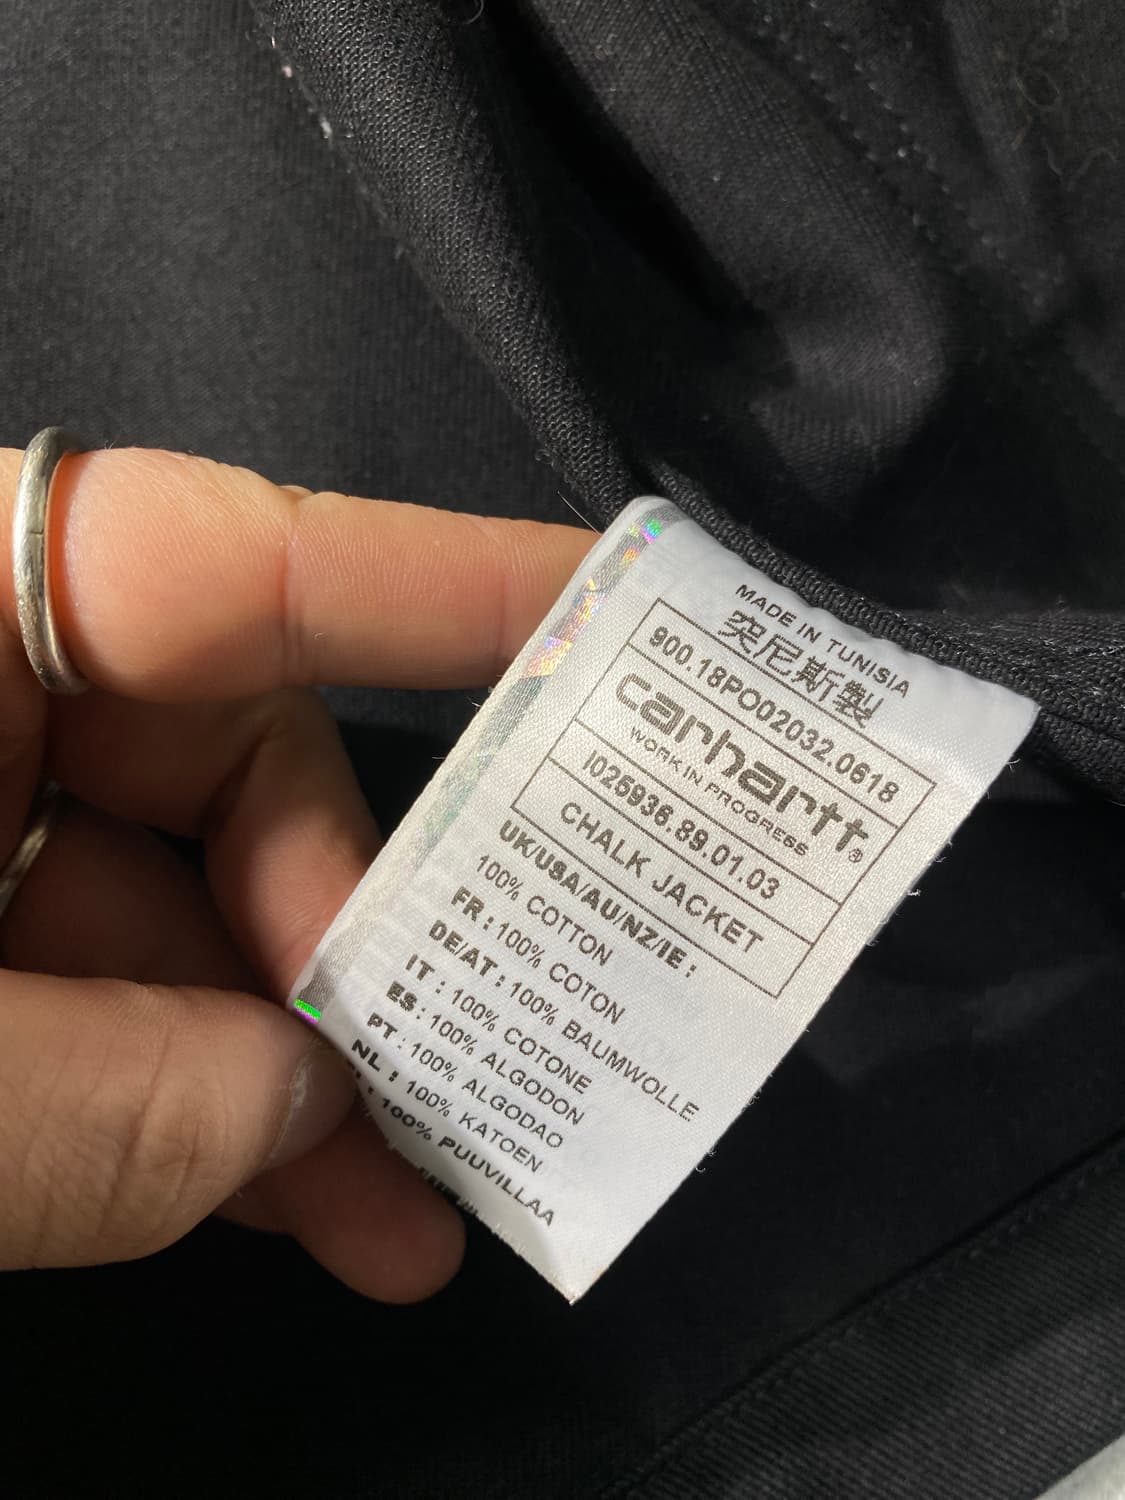 MADE IN TUNISIA
突尼斯製
900.18PO02032.0618
carhartt®
WORK IN PROGRESS
I025936.89.01.03
CHALK JACKET
UK/USA/AU/NZ/IE :
100% COTTON
FR : 100% COTON
DE/AT : 100% BAUMWOLLE
IT : 100% COTONE
ES : 100% ALGODON
PT : 100% ALGODAO
NL : 100% KATOEN
: 100% PUUVILLAA